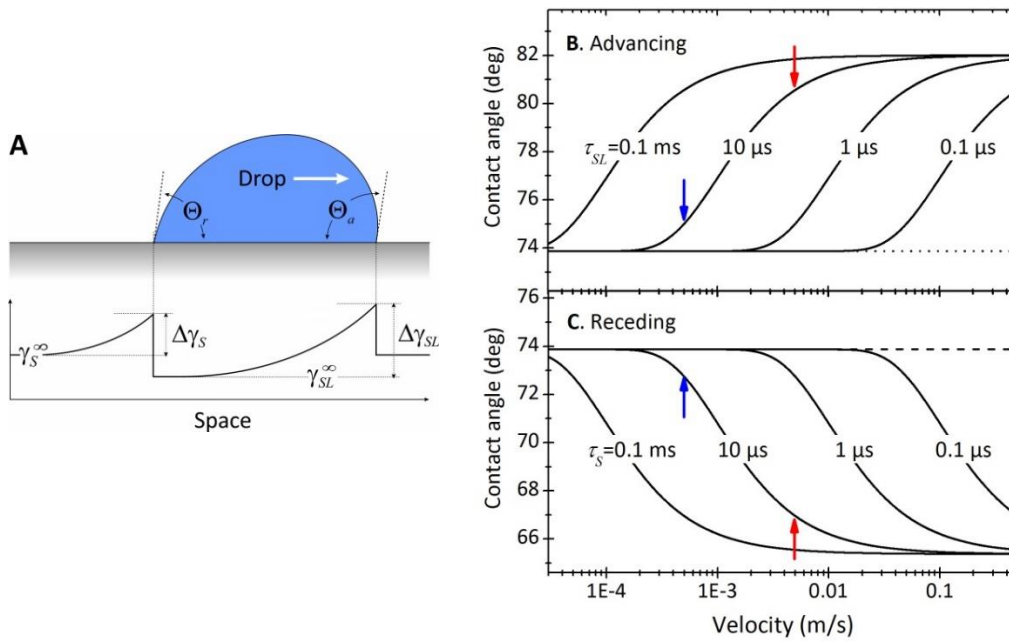 A
Drop
Θr
Θa
γS∞
ΔγS
γSL∞
ΔγSL
Space
B. Advancing
Contact angle (deg)
82
80
78
76
74
τSL=0.1 ms
10 µs
1 µs
0.1 µs
C. Receding
Contact angle (deg)
76
74
72
70
68
66
τS=0.1 ms
10 µs
1 µs
0.1 µs
1E-4
1E-3
0.01
0.1
Velocity (m/s)